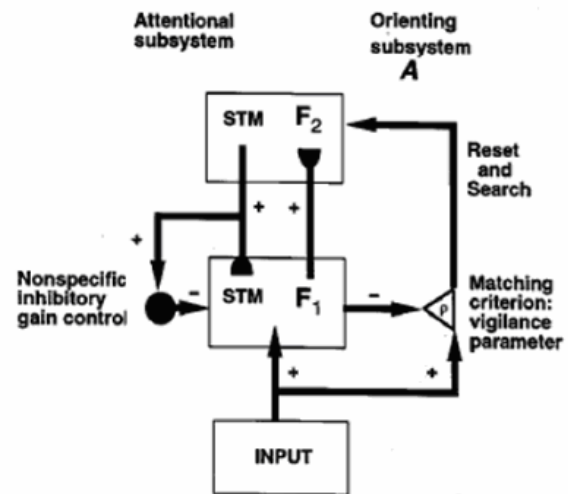 Attentional
subsystem
Orienting
subsystem
A
STM F2
Reset
and
Search
+ +
+
Nonspecific
inhibitory
gain control
-
STM F1
-
ρ
Matching
criterion:
vigilance
parameter
+ +
INPUT